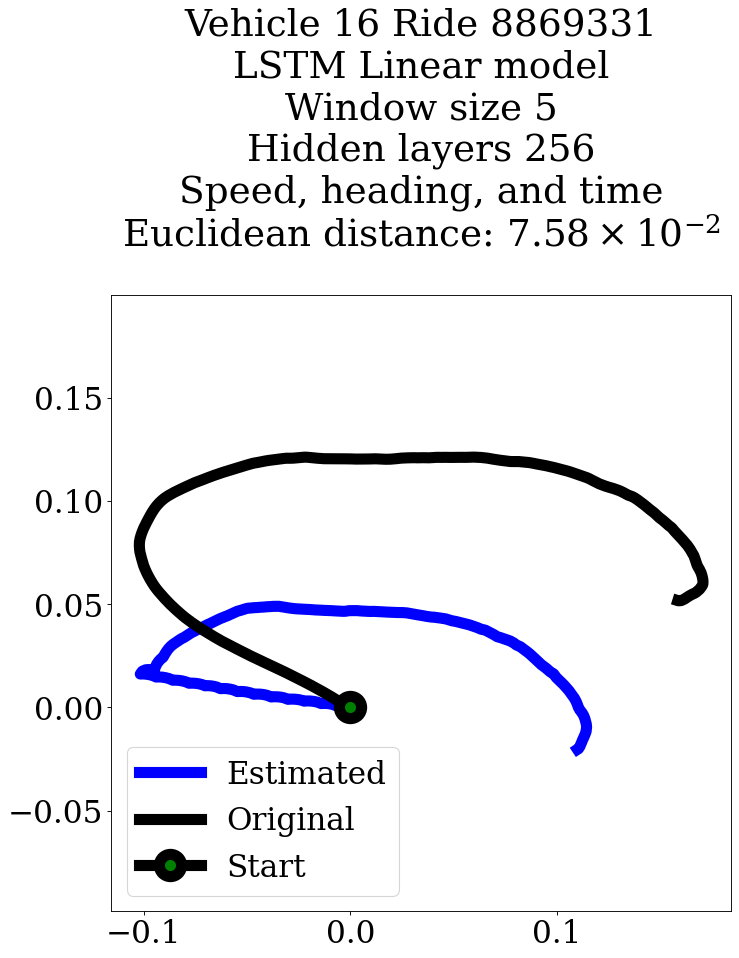 Vehicle 16 Ride 8869331
LSTM Linear model
Window size 5
Hidden layers 256
Speed, heading, and time
Euclidean distance: 7.58 × 10⁻²
0.15
0.10
0.05
0.00
−0.05
Estimated
Original
Start
−0.1
0.0
0.1